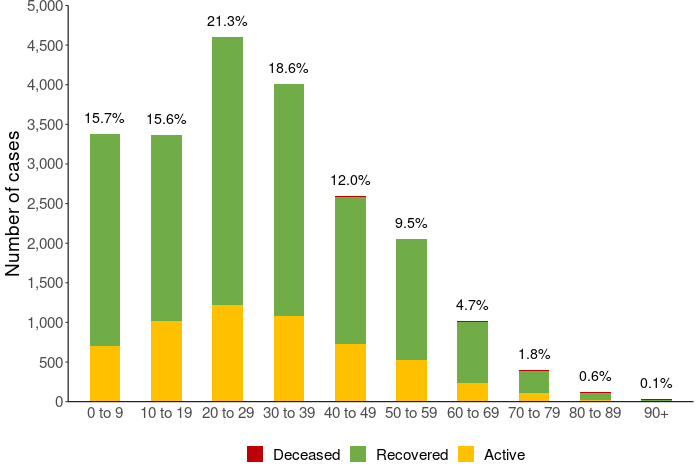 Number of cases
5,000
4,500
4,000
3,500
3,000
2,500
2,000
1,500
1,000
500
0
15.7%
15.6%
21.3%
18.6%
12.0%
9.5%
4.7%
1.8%
0.6%
0.1%
0 to 9
10 to 19
20 to 29
30 to 39
40 to 49
50 to 59
60 to 69
70 to 79
80 to 89
90+
Deceased
Recovered
Active